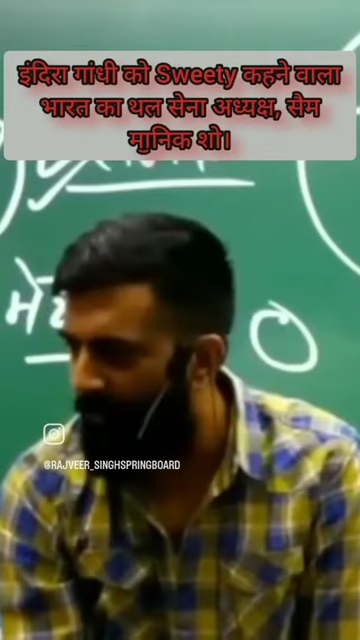 इंदिरा गांधी को Sweety कहने वाला
भारत का थल सेना अध्यक्ष, सैम
मानिक शो।
@RAJVEER_SINGHSPRINGBOARD